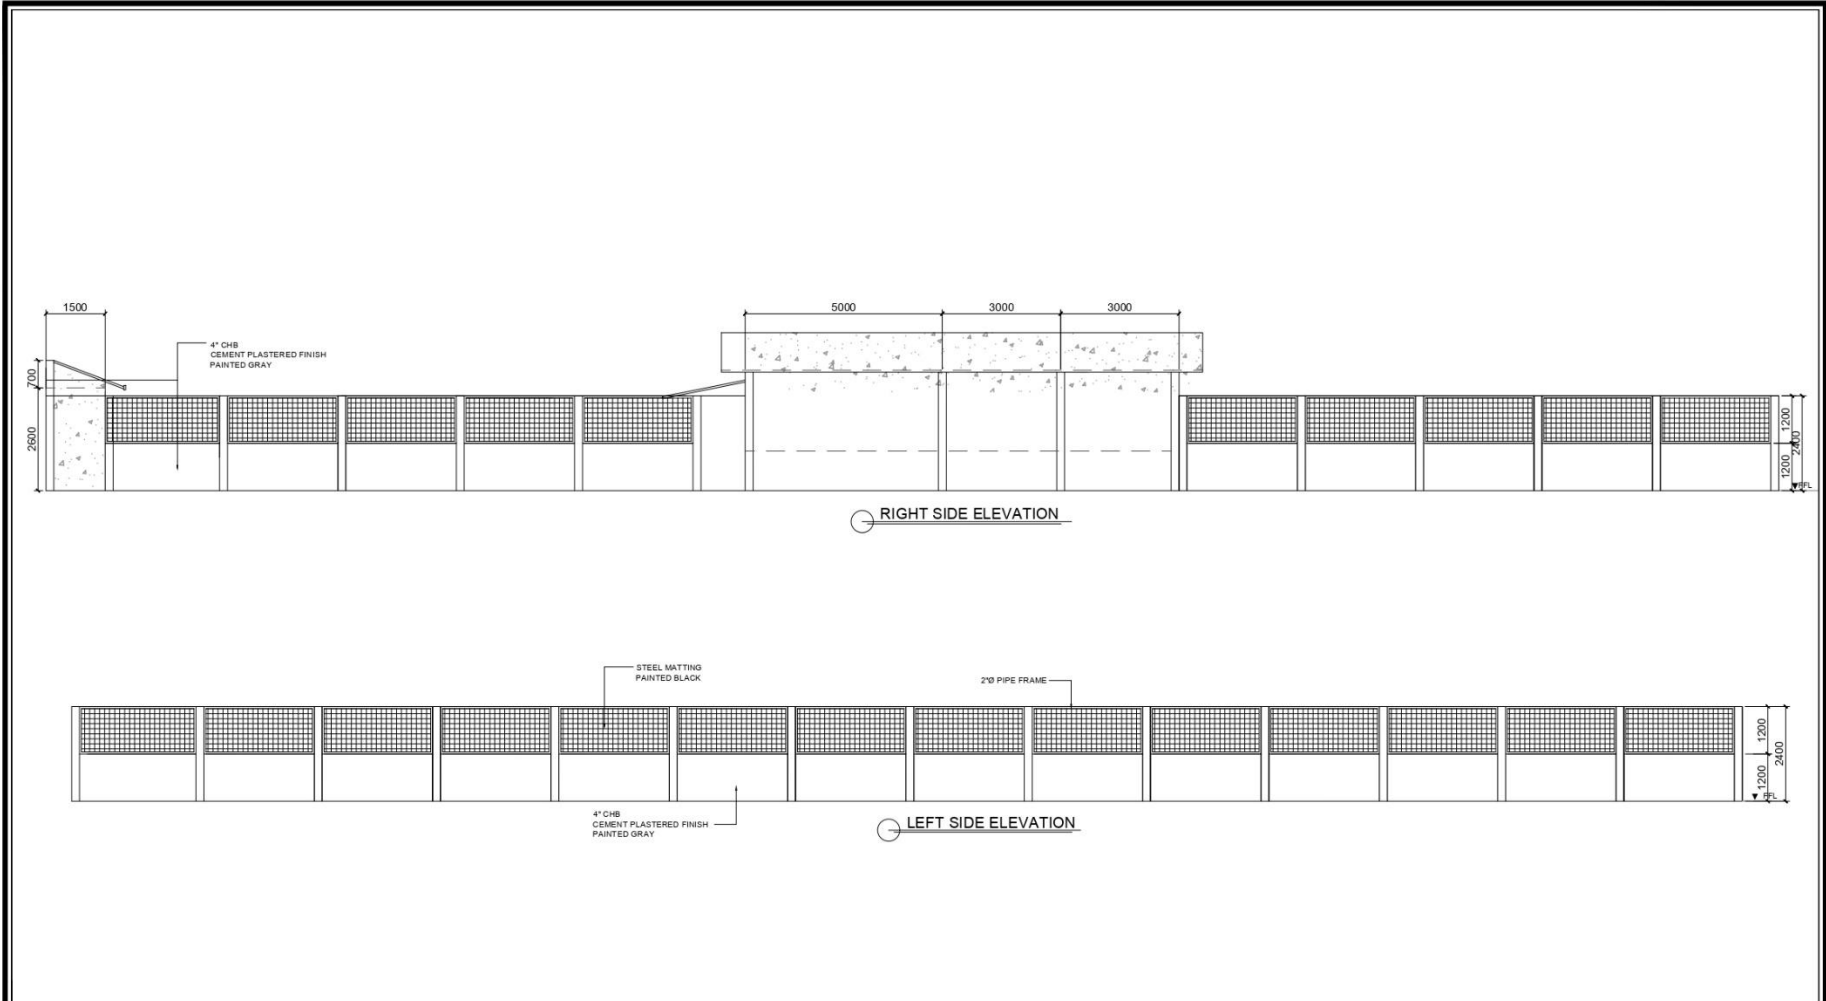 1500
5000
3000
3000
4" CHB
CEMENT PLASTERED FINISH
PAINTED GRAY
700
2600
1200
2400
1200
FFL
RIGHT SIDE ELEVATION
STEEL MATTING
PAINTED BLACK
2"Ø PIPE FRAME
1200
2400
1200
FFL
4" CHB
CEMENT PLASTERED FINISH
PAINTED GRAY
LEFT SIDE ELEVATION